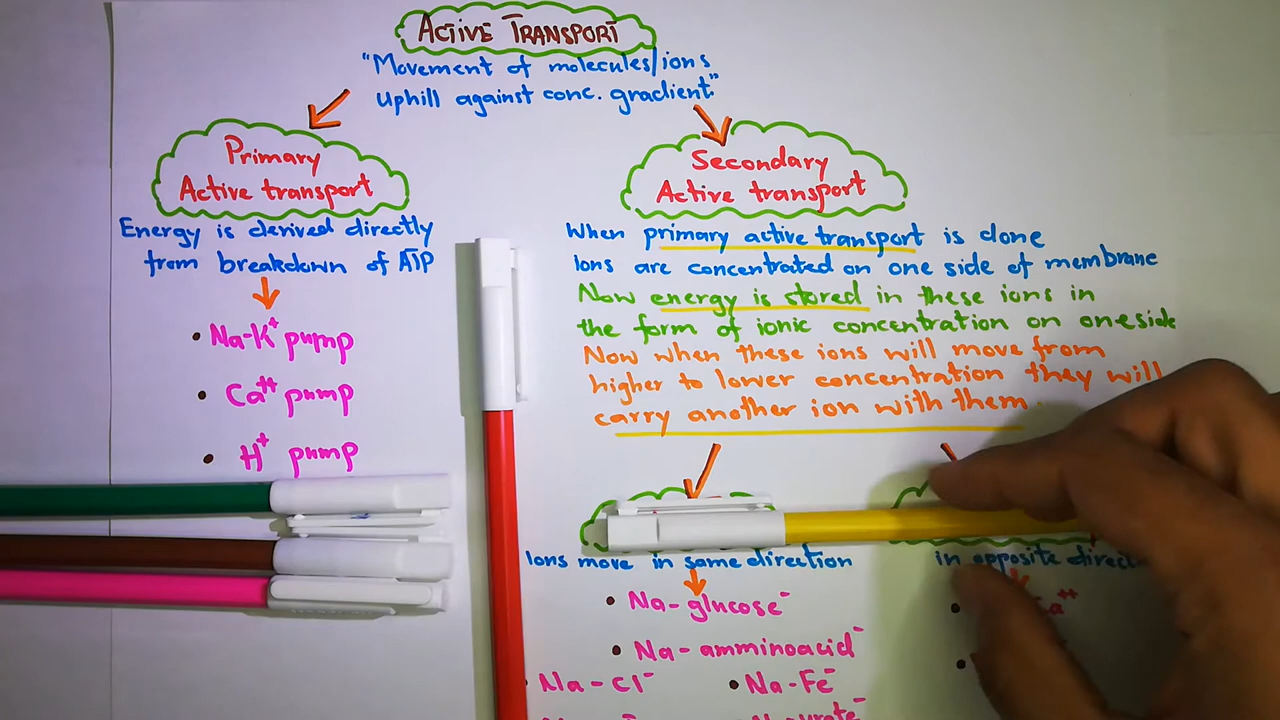 ACTIVE TRANSPORT
"Movement of molecules/ions
Uphill against conc. gradient"
Primary
Active transport
Energy is derived directly
from breakdown of ATP
• Na-K+ pump
• Ca++ pump
• H+ pump
Secondary
Active transport
When primary active transport is done
Ions are concentrated on one side of membrane
Now energy is stored in these ions in
the form of ionic concentration on oneside
Now when these ions will move from
higher to lower concentration they will
carry another ion with them
Ions move in same direction
• Na-glucose-
• Na-amminoacid-
Na-Cl-
• Na-Fe-
in opposite